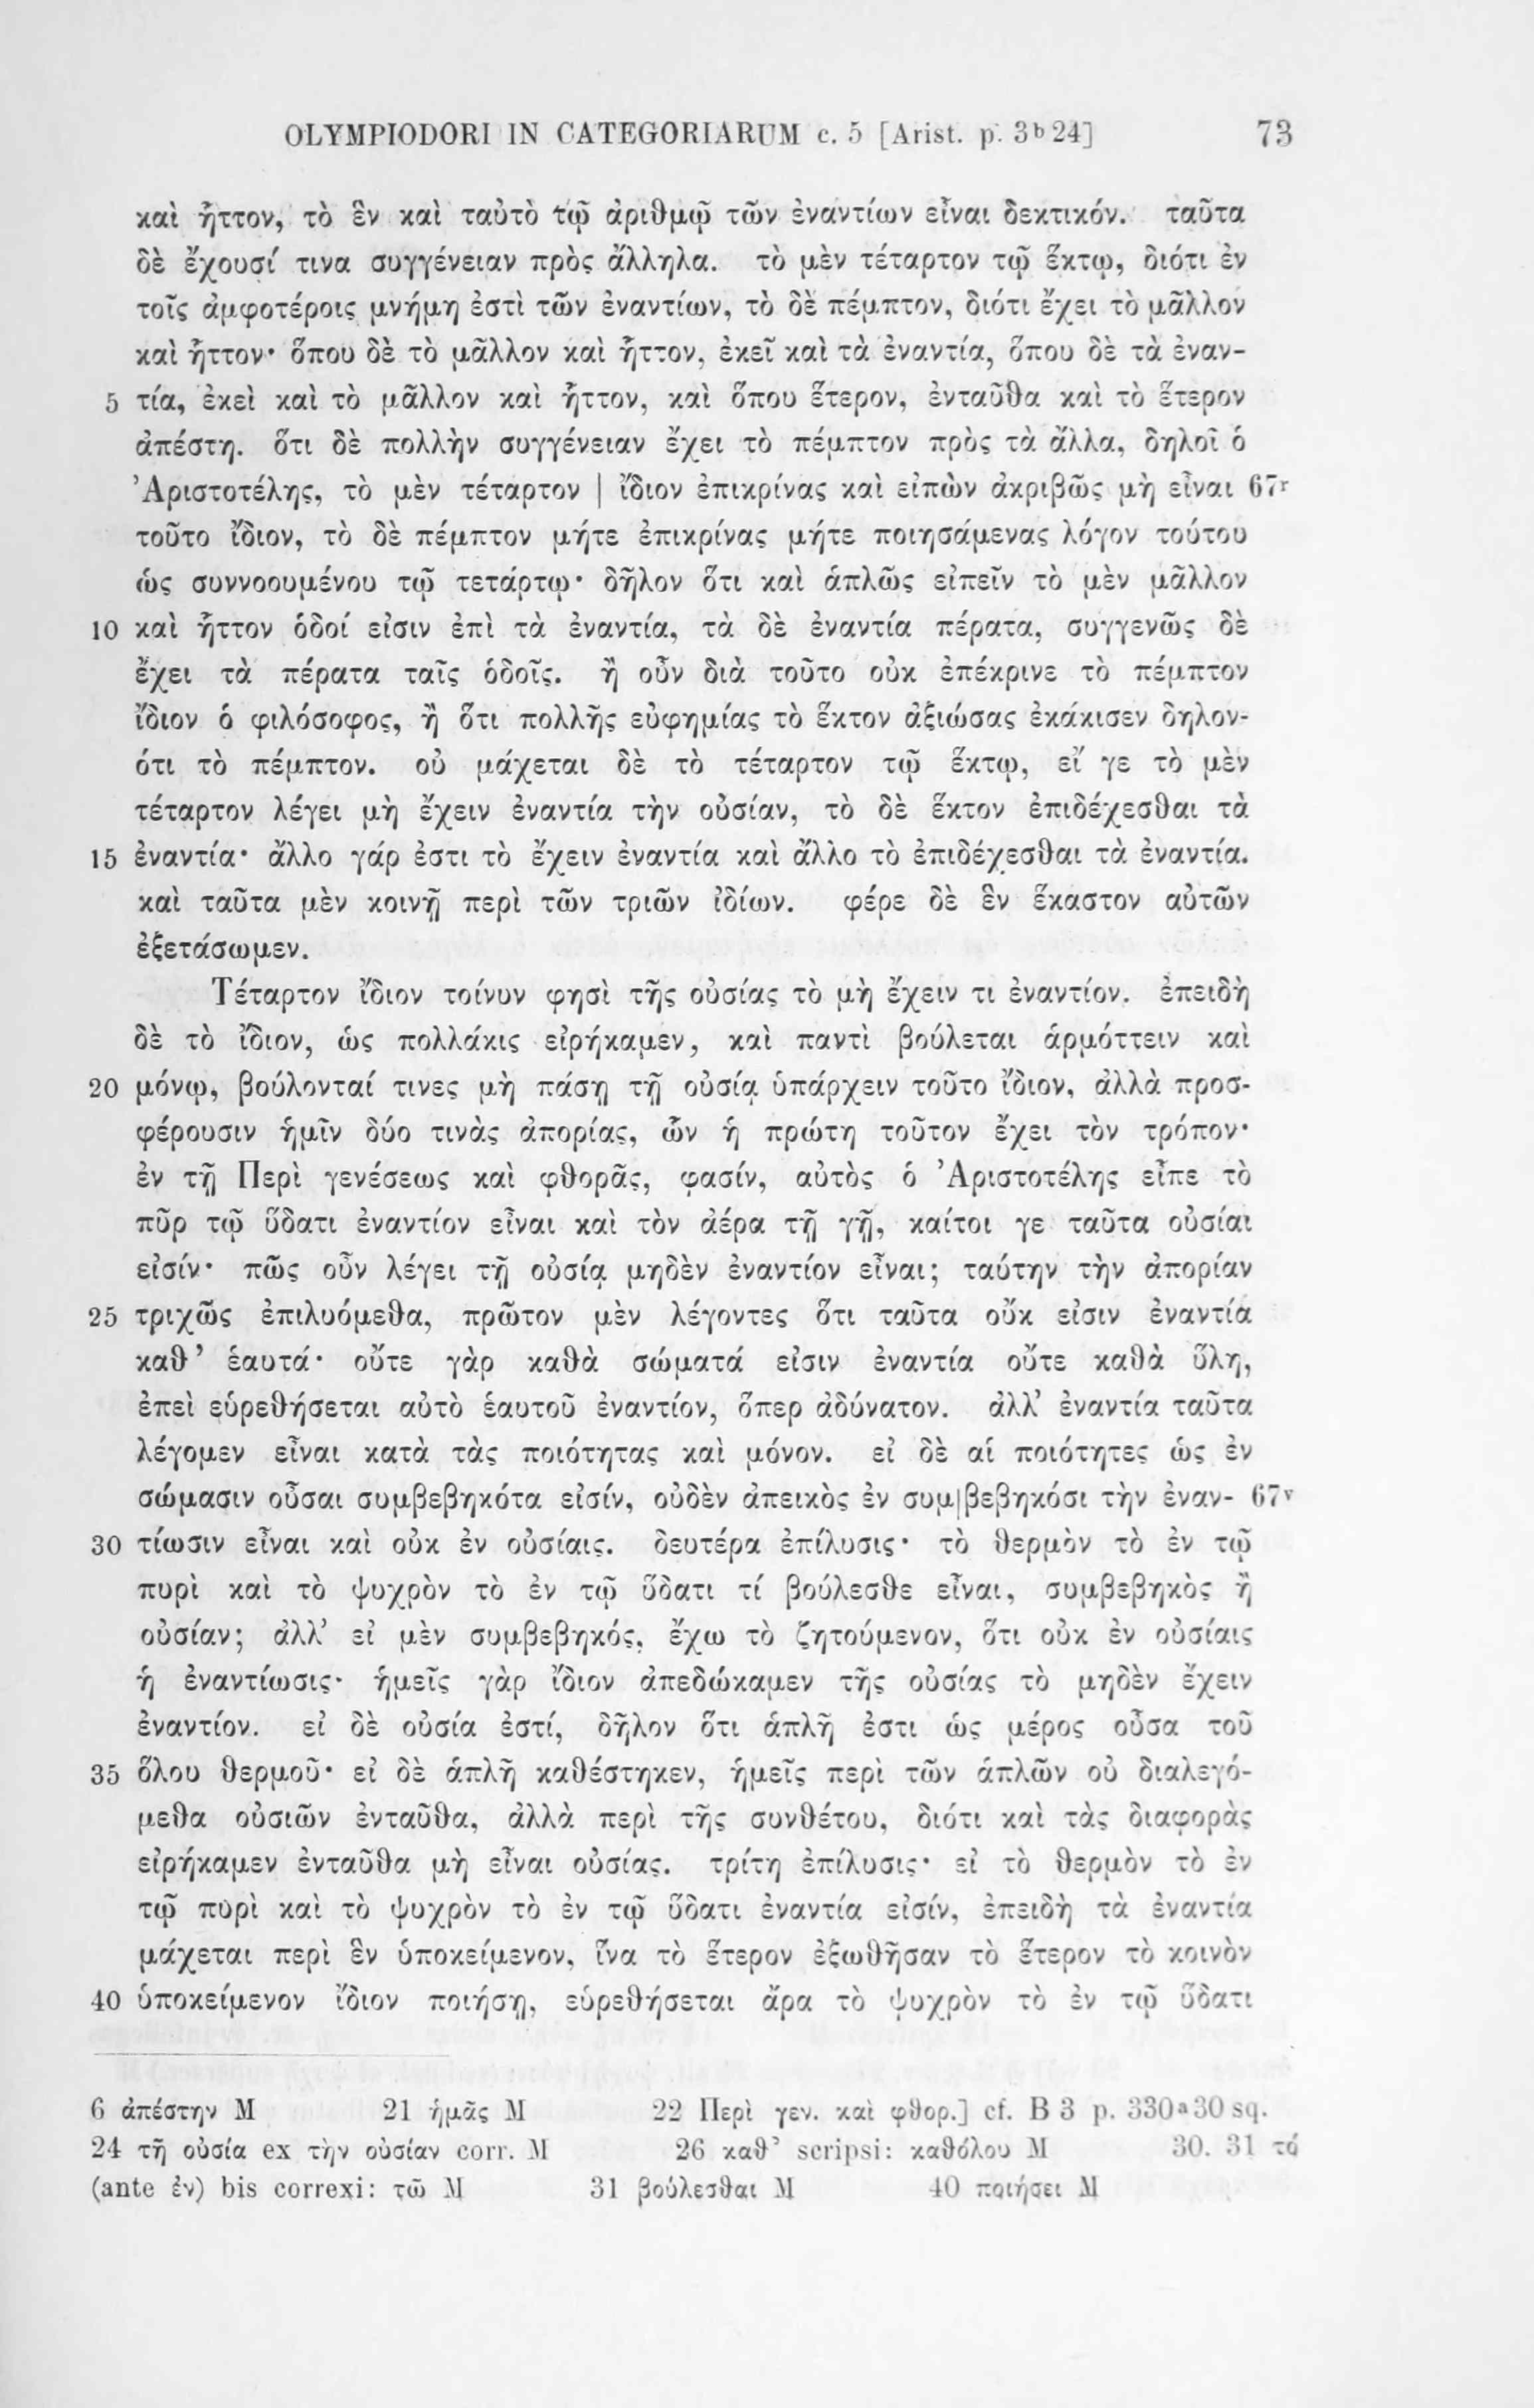 OLYMPIODORI IN CATEGORIARUM c. 5 [Arist. p. 3b 24] 73
καὶ ἧττον, τὸ ἓν καὶ ταὐτὸ τῷ ἀριθμῷ τῶν ἐναντίων εἶναι δεκτικόν. ταῦτα
δὲ ἔχουσί τινα συγγένειαν πρὸς ἄλληλα. τὸ μὲν τέταρτον τῷ ἕκτῳ, διότι ἐν
τοῖς ἀμφοτέροις μνήμη ἐστὶ τῶν ἐναντίων, τὸ δὲ πέμπτον, διότι ἔχει τὸ μᾶλλον
καὶ ἧττον· ὅπου δὲ τὸ μᾶλλον καὶ ἧττον, ἐκεῖ καὶ τὰ ἐναντία, ὅπου δὲ τὰ ἐναν-
5 τία, ἐκεὶ καὶ τὸ μᾶλλον καὶ ἧττον, καὶ ὅπου ἕτερον, ἐνταῦθα καὶ τὸ ἕτερον
ἀπέστη. ὅτι δὲ πολλὴν συγγένειαν ἔχει τὸ πέμπτον πρὸς τὰ ἄλλα, δηλοῖ ὁ
Ἀριστοτέλης, τὸ μὲν τέταρτον | ἴδιον ἐπικρίνας καὶ εἰπὼν ἀκριβῶς μὴ εἶναι 67r
τοῦτο ἴδιον, τὸ δὲ πέμπτον μήτε ἐπικρίνας μήτε ποιησάμενας λόγον τούτου
ὡς συννοουμένου τῷ τετάρτῳ· δῆλον ὅτι καὶ ἁπλῶς εἰπεῖν τὸ μὲν μᾶλλον
10 καὶ ἧττον ὁδοί εἰσιν ἐπὶ τὰ ἐναντία, τὰ δὲ ἐναντία πέρατα, συγγενῶς δὲ
ἔχει τὰ πέρατα ταῖς ὁδοῖς. ἢ οὖν διὰ τοῦτο οὐκ ἐπέκρινε τὸ πέμπτον
ἴδιον ὁ φιλόσοφος, ἢ ὅτι πολλῆς εὐφημίας τὸ ἕκτον ἀξιώσας ἐκάκισεν δηλον-
ότι τὸ πέμπτον. οὐ μάχεται δὲ τὸ τέταρτον τῷ ἕκτῳ, εἴ γε τὸ μὲν
τέταρτον λέγει μὴ ἔχειν ἐναντία τὴν οὐσίαν, τὸ δὲ ἕκτον ἐπιδέχεσθαι τὰ
15 ἐναντία· ἄλλο γάρ ἐστι τὸ ἔχειν ἐναντία καὶ ἄλλο τὸ ἐπιδέχεσθαι τὰ ἐναντία.
καὶ ταῦτα μὲν κοινῇ περὶ τῶν τριῶν ἰδίων. φέρε δὲ ἓν ἕκαστον αὐτῶν
ἐξετάσωμεν.
Τέταρτον ἴδιον τοίνυν φησὶ τῆς οὐσίας τὸ μὴ ἔχειν τι ἐναντίον. ἐπειδὴ
δὲ τὸ ἴδιον, ὡς πολλάκις εἰρήκαμεν, καὶ παντὶ βούλεται ἁρμόττειν καὶ
20 μόνῳ, βούλονταί τινες μὴ πάσῃ τῇ οὐσίᾳ ὑπάρχειν τοῦτο ἴδιον, ἀλλὰ προσ-
φέρουσιν ἡμῖν δύο τινὰς ἀπορίας, ὧν ἡ πρώτη τοῦτον ἔχει τὸν τρόπον·
ἐν τῇ Περὶ γενέσεως καὶ φθορᾶς, φασίν, αὐτὸς ὁ Ἀριστοτέλης εἶπε τὸ
πῦρ τῷ ὕδατι ἐναντίον εἶναι καὶ τὸν ἀέρα τῇ γῇ, καίτοι γε ταῦτα οὐσίαι
εἰσίν· πῶς οὖν λέγει τῇ οὐσίᾳ μηδὲν ἐναντίον εἶναι; ταύτην τὴν ἀπορίαν
25 τριχῶς ἐπιλυόμεθα, πρῶτον μὲν λέγοντες ὅτι ταῦτα οὔκ εἰσιν ἐναντία
καθ’ ἑαυτά· οὔτε γὰρ καθὰ σώματά εἰσιν ἐναντία οὔτε καθὰ ὕλη,
ἐπεὶ εὑρεθήσεται αὐτὸ ἑαυτοῦ ἐναντίον, ὅπερ ἀδύνατον. ἀλλ’ ἐναντία ταῦτα
λέγομεν εἶναι κατὰ τὰς ποιότητας καὶ μόνον. εἰ δὲ αἱ ποιότητες ὡς ἐν
σώμασιν οὖσαι συμβεβηκότα εἰσίν, οὐδὲν ἀπεικὸς ἐν συμ|βεβηκόσι τὴν ἐναν- 67v
30 τίωσιν εἶναι καὶ οὐκ ἐν οὐσίαις. δευτέρα ἐπίλυσις· τὸ θερμὸν τὸ ἐν τῷ
πυρὶ καὶ τὸ ψυχρὸν τὸ ἐν τῷ ὕδατι τί βούλεσθε εἶναι, συμβεβηκὸς ἢ
οὐσίαν; ἀλλ’ εἰ μὲν συμβεβηκός, ἔχω τὸ ζητούμενον, ὅτι οὐκ ἐν οὐσίαις
ἡ ἐναντίωσις· ἡμεῖς γὰρ ἴδιον ἀπεδώκαμεν τῆς οὐσίας τὸ μηδὲν ἔχειν
ἐναντίον. εἰ δὲ οὐσία ἐστί, δῆλον ὅτι ἁπλῆ ἐστι ὡς μέρος οὖσα τοῦ
35 ὅλου θερμοῦ· εἰ δὲ ἁπλῆ καθέστηκεν, ἡμεῖς περὶ τῶν ἁπλῶν οὐ διαλεγό-
μεθα οὐσιῶν ἐνταῦθα, ἀλλὰ περὶ τῆς συνθέτου, διότι καὶ τὰς διαφορὰς
εἰρήκαμεν ἐνταῦθα μὴ εἶναι οὐσίας. τρίτη ἐπίλυσις· εἰ τὸ θερμὸν τὸ ἐν
τῷ πυρὶ καὶ τὸ ψυχρὸν τὸ ἐν τῷ ὕδατι ἐναντία εἰσίν, ἐπειδὴ τὰ ἐναντία
μάχεται περὶ ἓν ὑποκείμενον, ἵνα τὸ ἕτερον ἐξωθῆσαν τὸ ἕτερον τὸ κοινὸν
40 ὑποκείμενον ἴδιον ποιήσῃ, εὑρεθήσεται ἄρα τὸ ψυχρὸν τὸ ἐν τῷ ὕδατι
6 ἀπέστην M 21 ἡμᾶς M 22 Περὶ γεν. καὶ φθορ.] cf. B 3 p. 330a 30 sq.
24 τῇ οὐσίᾳ ex τὴν οὐσίαν corr. M 26 καθ’ scripsi: καθόλου M 30. 31 τὸ
(ante ἐν) bis correxi: τῷ M 31 βούλεσθαι M 40 ποιήσει M